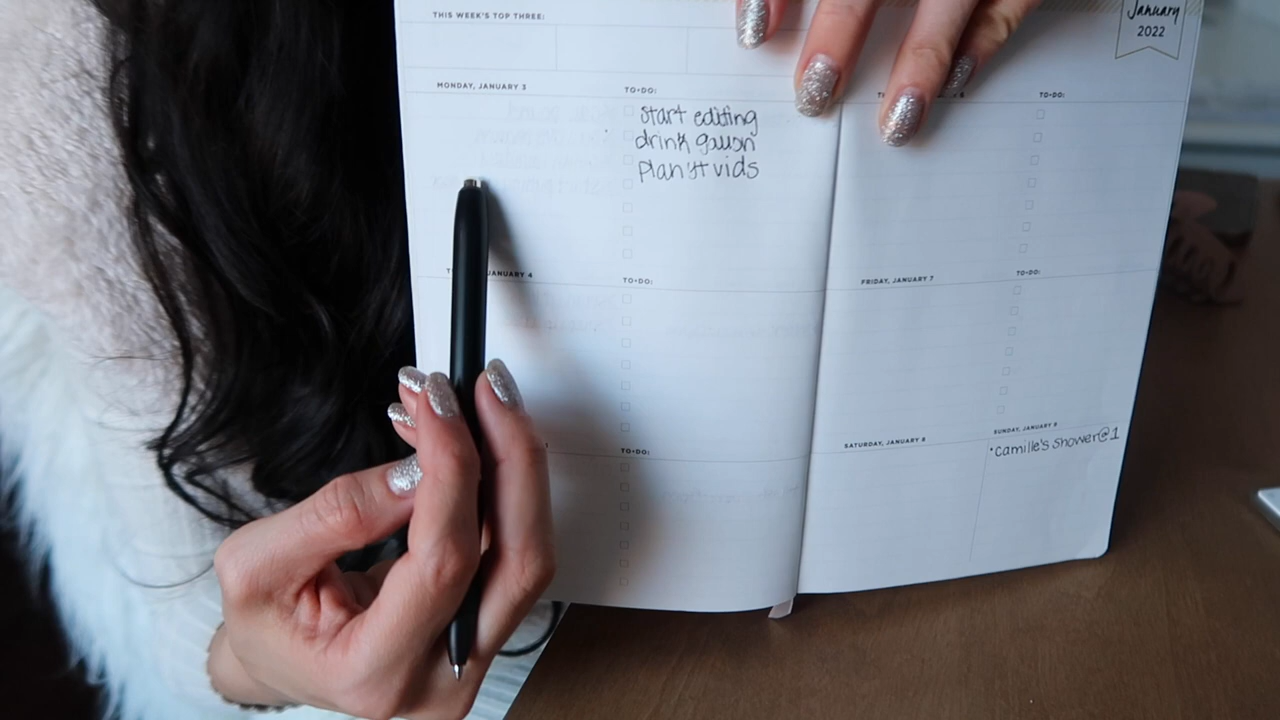 THIS WEEK'S TOP THREE:
January
2022
MONDAY, JANUARY 3
TO-DO:
start editing
drink gallon
plan yt vids
JANUARY 4
TO-DO:
TO-DO:
6
TO-DO:
FRIDAY, JANUARY 7
TO-DO:
SATURDAY, JANUARY 8
SUNDAY, JANUARY 9
• Camille's Shower@1